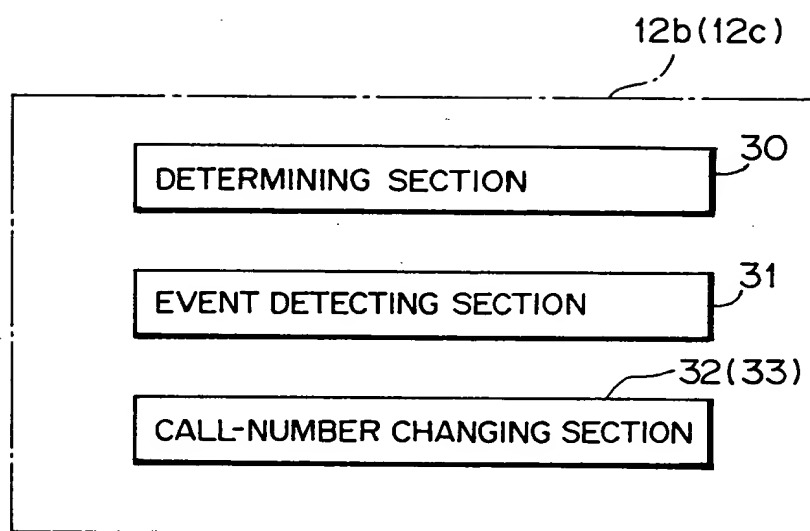 12b(12c)
DETERMINING SECTION
30
EVENT DETECTING SECTION
31
32(33)
CALL-NUMBER CHANGING SECTION